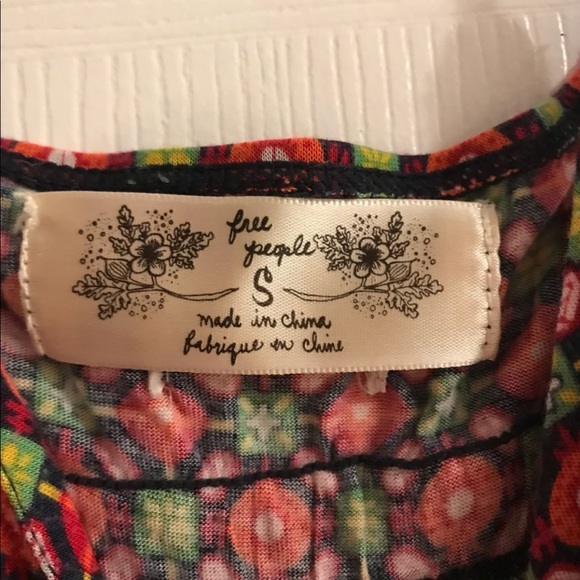 free
people
S
made in china
fabrique en chine